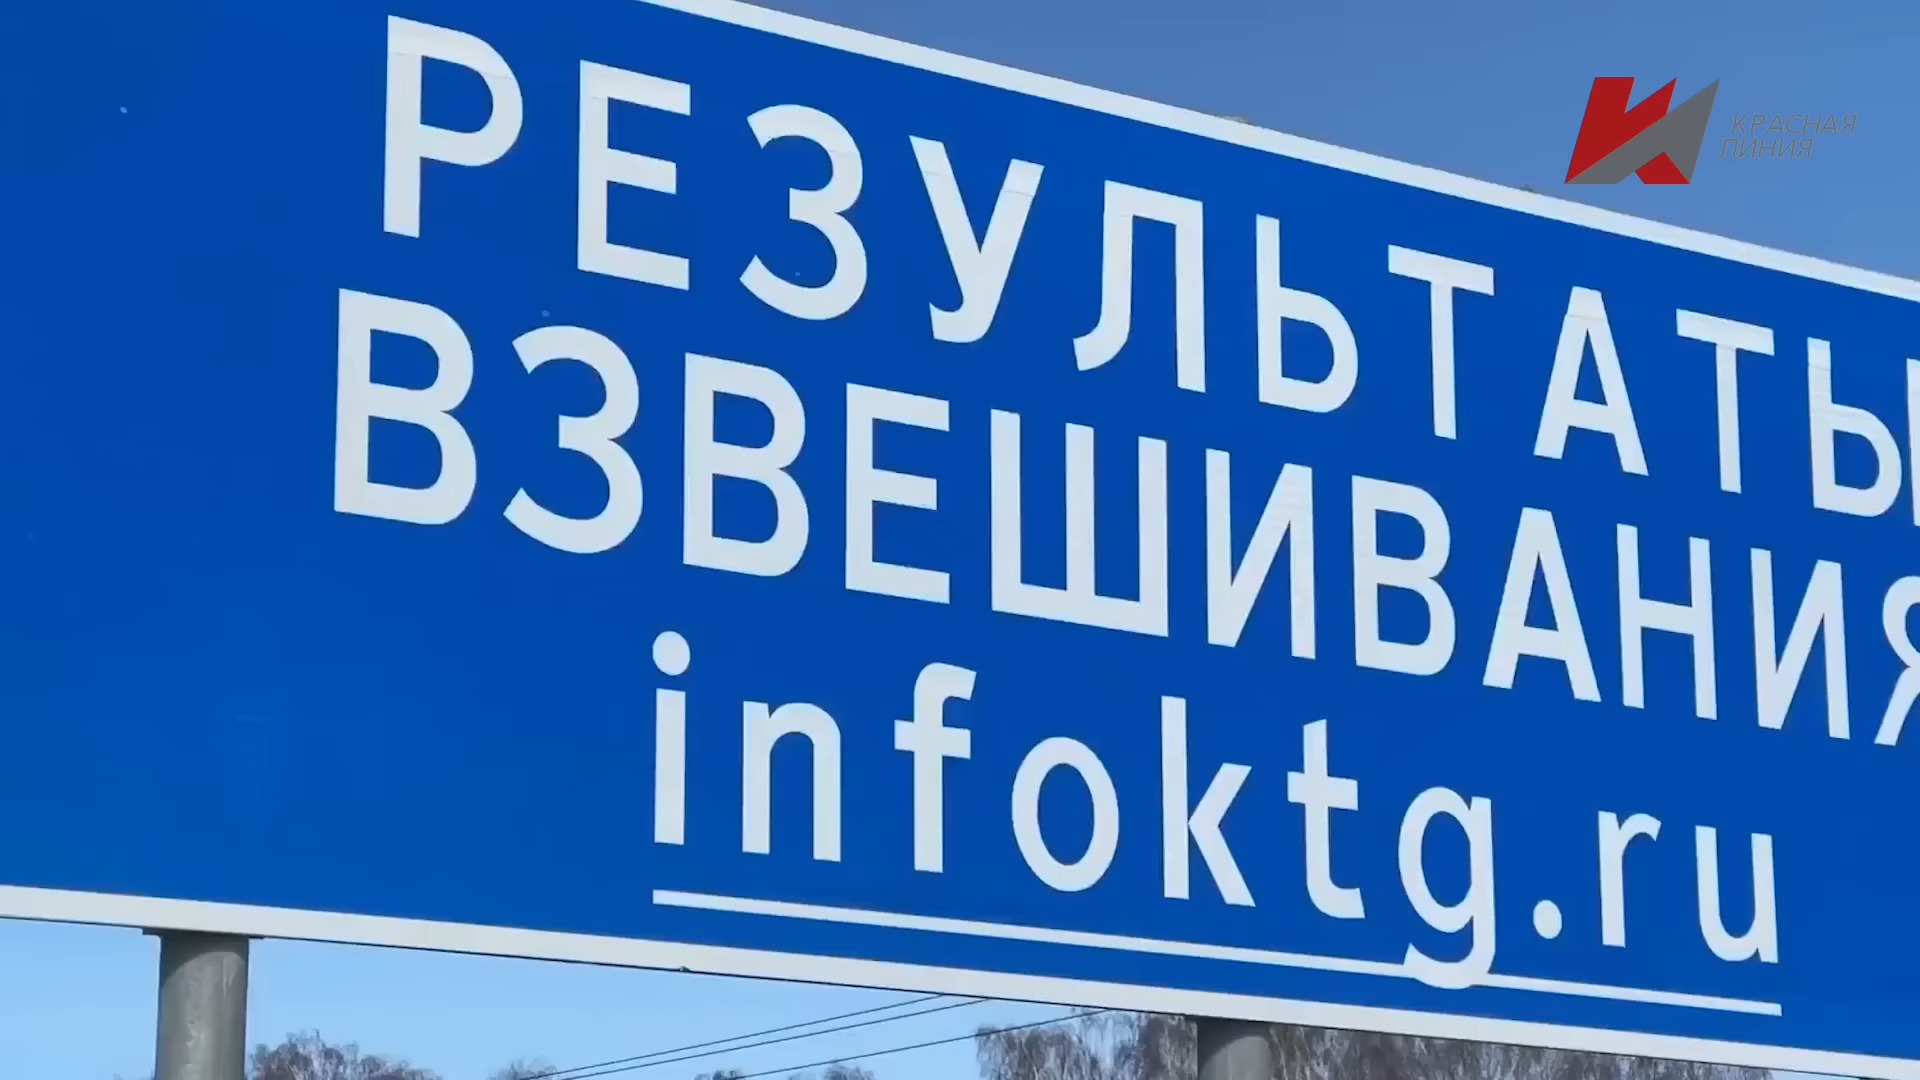 РЕЗУЛЬТАТЫ
ВЗВЕШИВАНИЯ
infoktg.ru
КРАСНАЯ
ЛИНИЯ